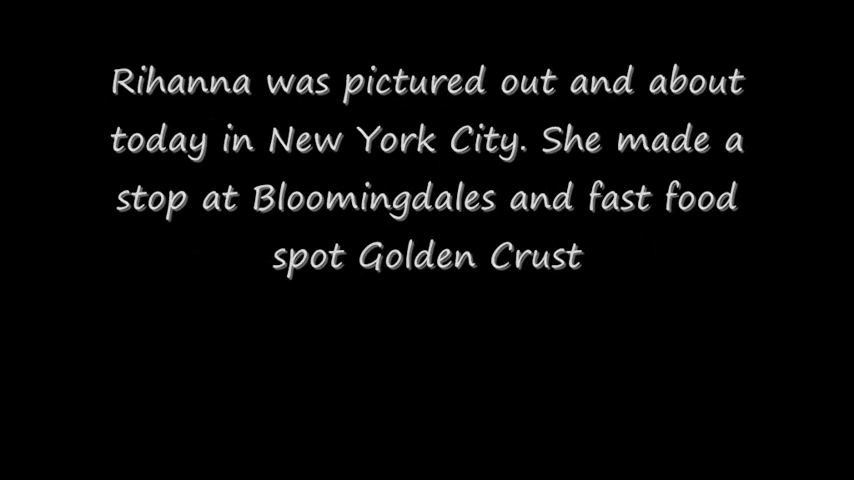 Rihanna was pictured out and about
today in New York City. She made a
stop at Bloomingdales and fast food
spot Golden Crust